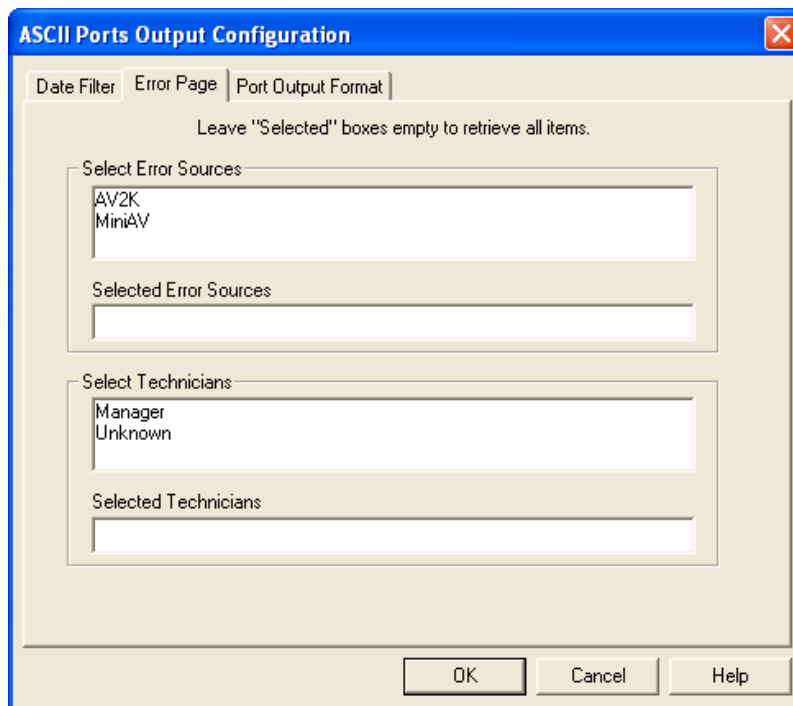 ASCII Ports Output Configuration
Date Filter Error Page Port Output Format
Leave "Selected" boxes empty to retrieve all items.
Select Error Sources
AV2K
MiniAV
Selected Error Sources
Select Technicians
Manager
Unknown
Selected Technicians
OK Cancel Help